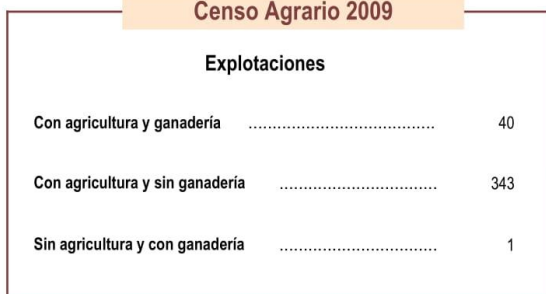 Censo Agrario 2009
Explotaciones
Con agricultura y ganadería ....................................... 40
Con agricultura y sin ganadería ................................. 343
Sin agricultura y con ganadería ................................. 1